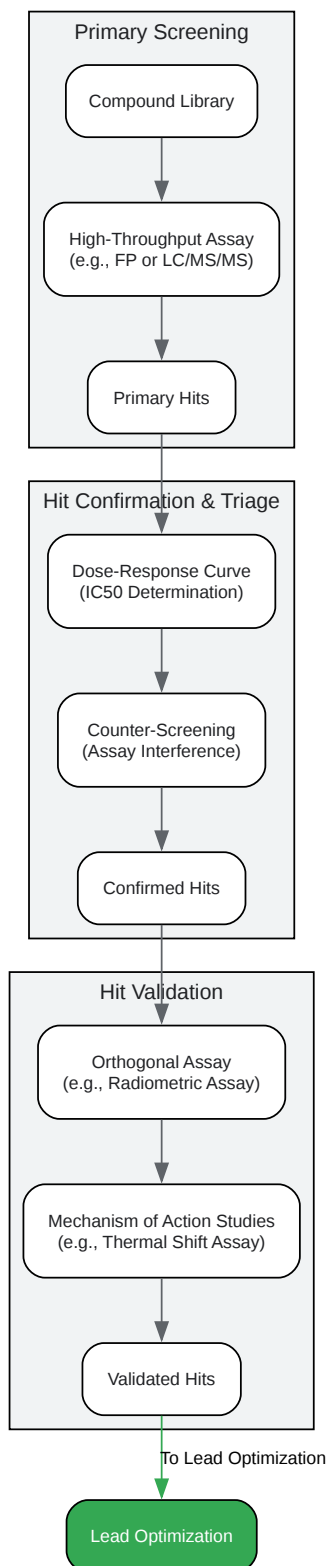 Primary Screening
Compound Library
High-Throughput Assay
(e.g., FP or LC/MS/MS)
Primary Hits
Hit Confirmation & Triage
Dose-Response Curve
(IC50 Determination)
Counter-Screening
(Assay Interference)
Confirmed Hits
Hit Validation
Orthogonal Assay
(e.g., Radiometric Assay)
Mechanism of Action Studies
(e.g., Thermal Shift Assay)
Validated Hits
To Lead Optimization
Lead Optimization